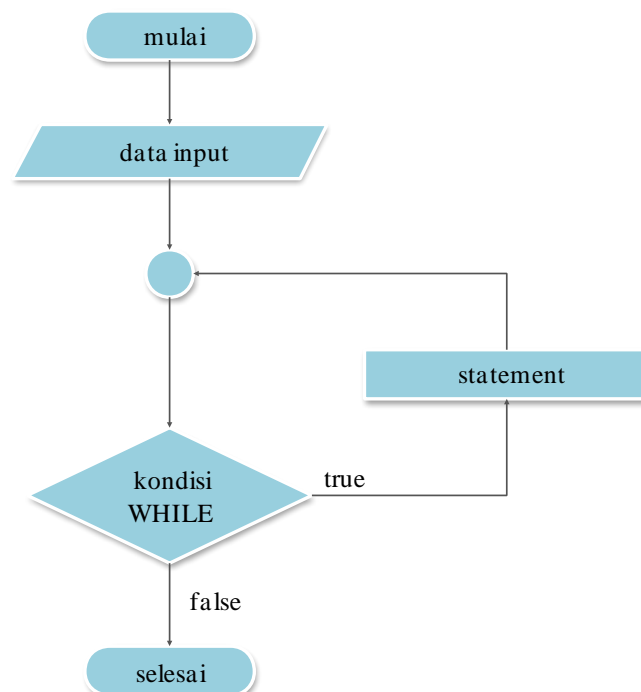 mulai
data input
statement
kondisi
WHILE
true
false
selesai